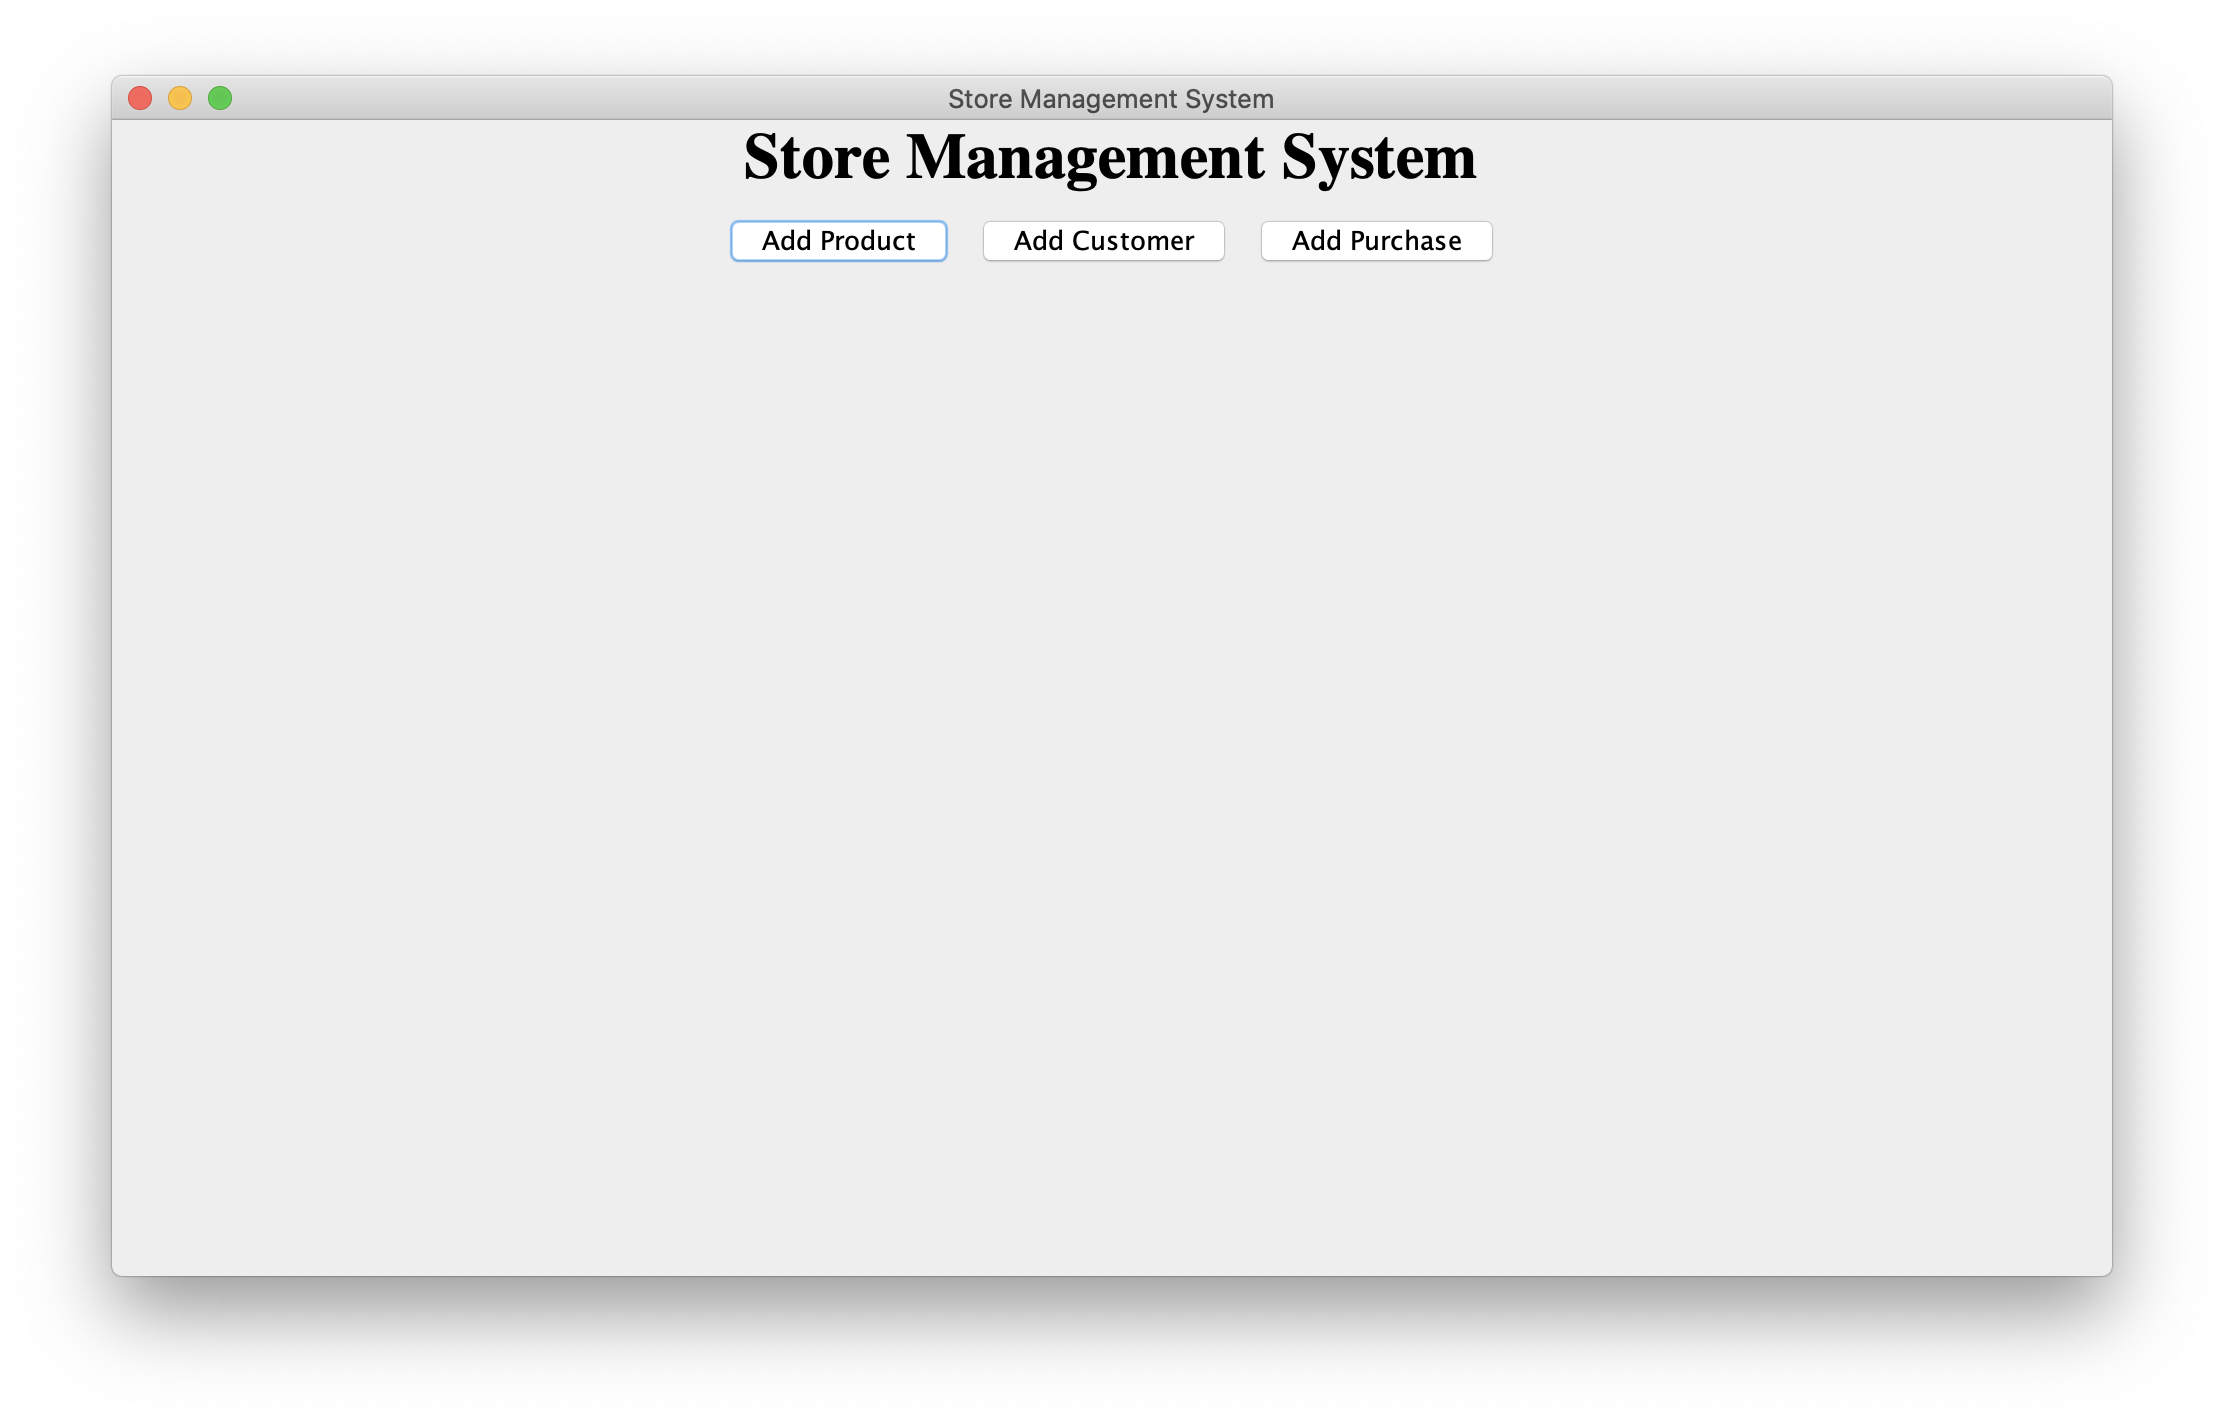 Store Management System
Store Management System
Add Product Add Customer Add Purchase